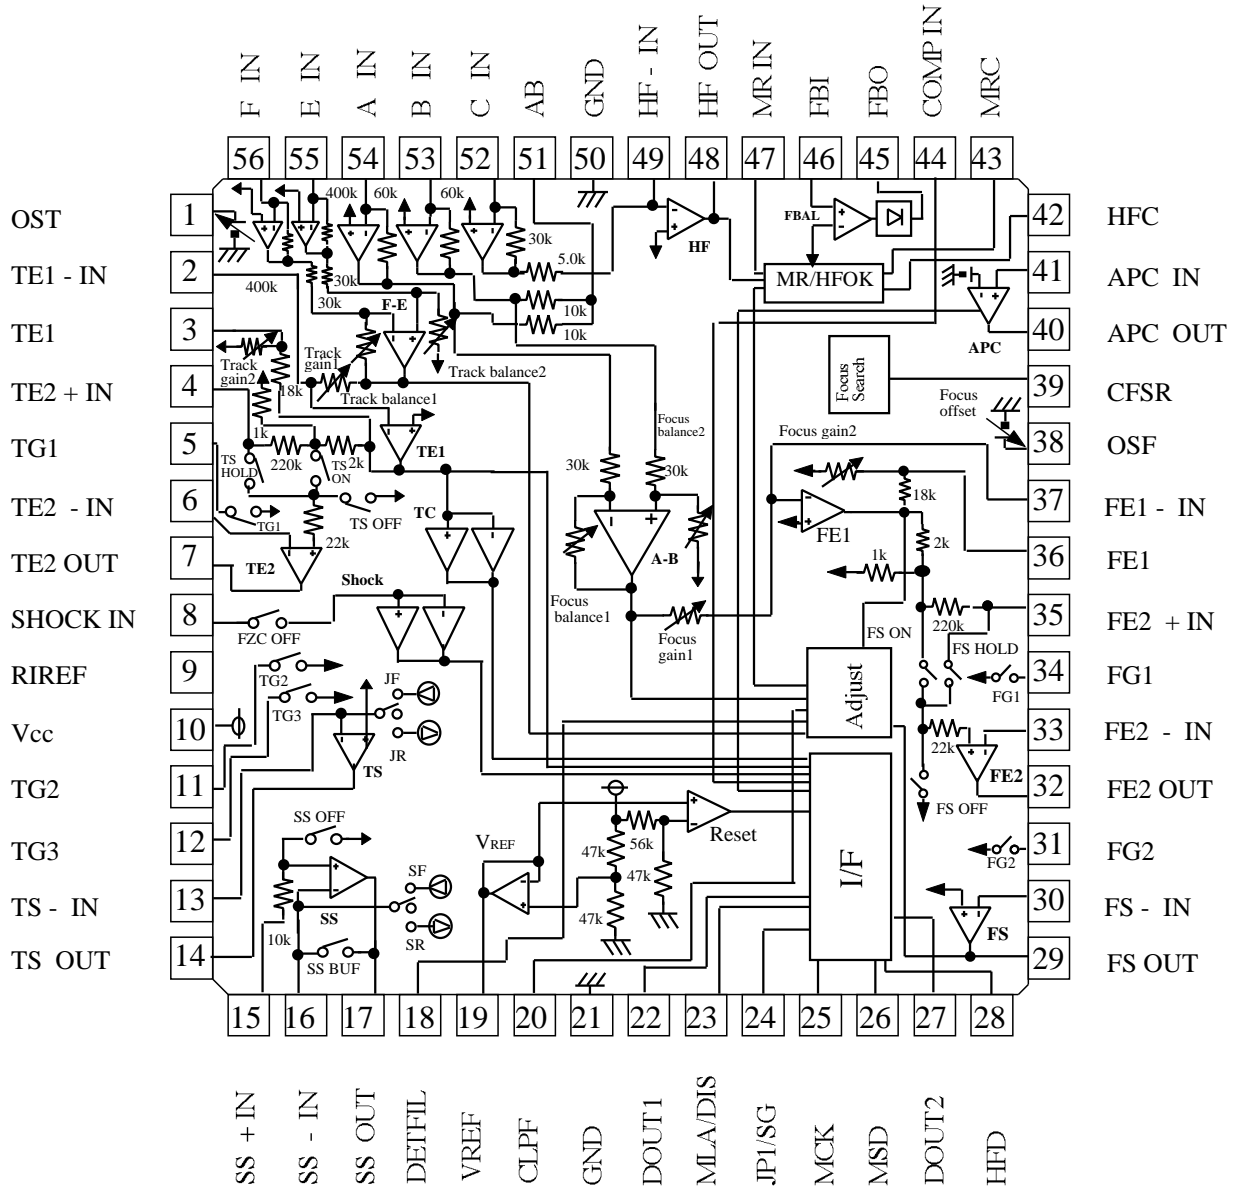 F IN
E IN
A IN
B IN
C IN
AB
GND
HF - IN
HF OUT
MR IN
FBI
FBO
COMP IN
MRC
56
55
54
53
52
51
50
49
48
47
46
45
44
43
OST
TE1 - IN
TE1
TE2 + IN
TG1
TE2 - IN
TE2 OUT
SHOCK IN
RIREF
Vcc
TG2
TG3
TS - IN
TS OUT
1
2
3
4
5
6
7
8
9
10
11
12
13
14
400k
60k
60k
30k
5.0k
10k
10k
400k
30k
30k
F-E
HF
FBAL
MR/HFOK
APC
Track
gain2
Track
gain1
18k
Track balance1
Track balance2
1k
220k
2k
TS
HOLD
TS
ON
TE1
TG1
TS OFF
22k
TE2
TC
Shock
FZC OFF
TG2
TG3
JF
JR
TS
30k
30k
Focus
balance2
A-B
Focus
balance1
Focus
gain1
Focus
Search
Focus
offset
Focus gain2
18k
FE1
2k
1k
220k
FS ON
FS HOLD
FG1
Adjust
22k
FE2
FS OFF
SS OFF
SS
10k
SS BUF
SF
SR
VREF
47k
56k
47k
47k
Reset
I/F
FG2
FS
42
41
40
39
38
37
36
35
34
33
32
31
30
29
HFC
APC IN
APC OUT
CFSR
OSF
FE1 - IN
FE1
FE2 + IN
FG1
FE2 - IN
FE2 OUT
FG2
FS - IN
FS OUT
15
16
17
18
19
20
21
22
23
24
25
26
27
28
SS + IN
SS - IN
SS OUT
DETFIL
VREF
CLPF
GND
DOUT1
MLA/DIS
JP1/SG
MCK
MSD
DOUT2
HFD